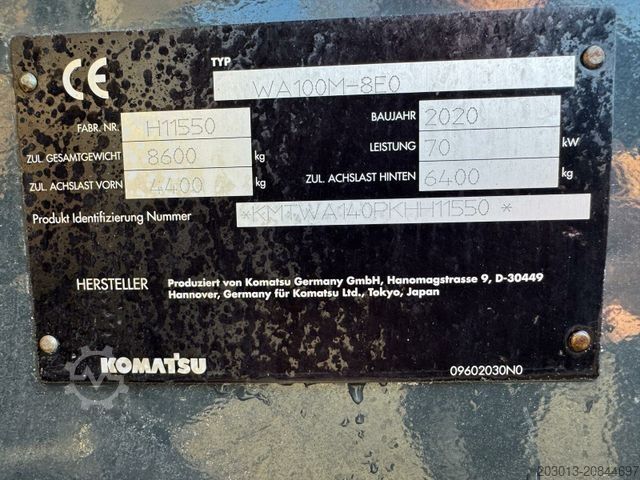 CE
TYP
WA100M-8E0
FABR. NR. H11550 BAUJAHR 2020
ZUL. GESAMTGEWICHT 8600 kg LEISTUNG 70 kW
ZUL. ACHSLAST VORN 4400 kg ZUL. ACHSLAST HINTEN 6400 kg
Produkt Identifizierung Nummer *KMTWA140PKHH11550 *
HERSTELLER Produziert von Komatsu Germany GmbH, Hanomagstrasse 9, D-30449
Hannover, Germany für Komatsu Ltd., Tokyo, Japan
KOMATSU
09602030N0
203013-20844697